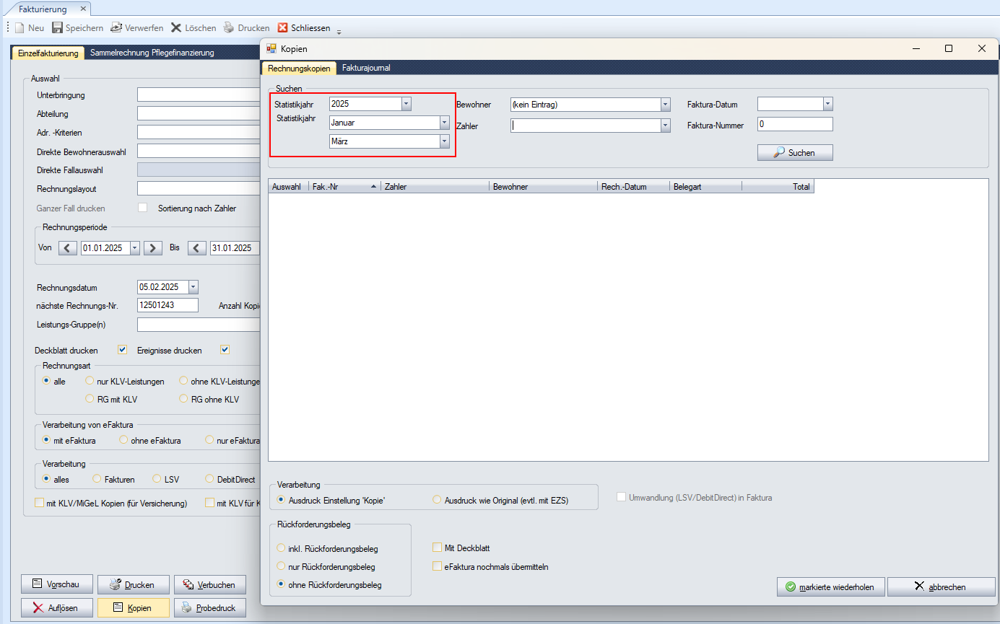 Fakturierung
Neu Speichern Verwerfen Löschen Drucken Schliessen
Einzelfakturierung Sammelrechnung Pflegefinanzierung
Auswahl
Unterbringung
Abteilung
Adr. -Kriterien
Direkte Bewohnerauswahl
Direkte Fallauswahl
Rechnungslayout
Ganzer Fall drucken Sortierung nach Zahler
Rechnungsperiode
Von 01.01.2025 Bis 31.01.2025
Rechnungsdatum 05.02.2025
nächste Rechnungs-Nr. 12501243 Anzahl Kopi
Leistungs-Gruppe(n)
Deckblatt drucken Ereignisse drucken
Rechnungsart
alle nur KLV-Leistungen ohne KLV-Leistunge
RG mit KLV RG ohne KLV
Verarbeitung von eFaktura
mit eFaktura ohne eFaktura nur eFaktura
Verarbeitung
alles Fakturen LSV DebitDirect
mit KLV/MiGeL Kopien (für Versicherung) mit KLV für K
Vorschau Drucken Verbuchen
Auflösen Kopien Probedruck
Kopien
Rechnungskopien Fakturajournal
Suchen
Statistikjahr 2025 Bewohner (kein Eintrag) Faktura-Datum
Statistikjahr Januar Zahler Faktura-Nummer 0
März
Suchen
Auswahl Fak.-Nr Zahler Bewohner Rech.-Datum Belegart Total
Verarbeitung
Ausdruck Einstellung 'Kopie' Ausdruck wie Original (evtl. mit EZS) Umwandlung (LSV/DebitDirect) in Faktura
Rückforderungsbeleg
inkl. Rückforderungsbeleg Mit Deckblatt
nur Rückforderungsbeleg eFaktura nochmals übermitteln
ohne Rückforderungsbeleg
markierte wiederholen abbrechen